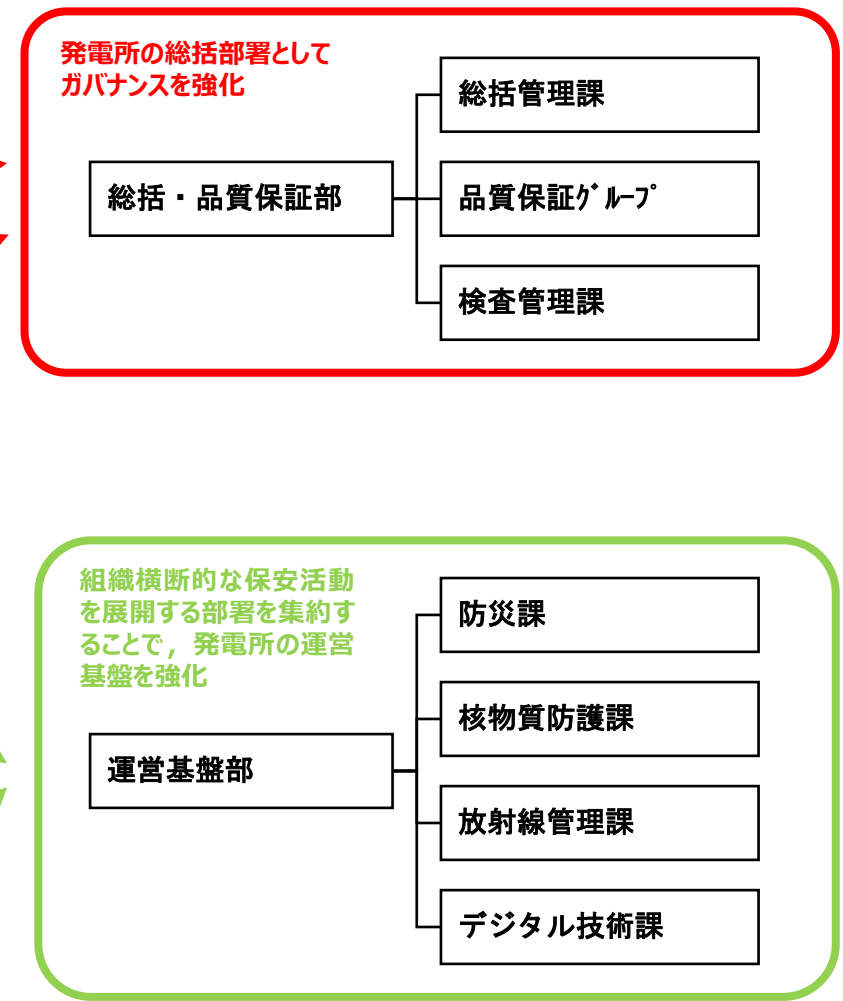 発電所の総括部署として
ガバナンスを強化
総括管理課
総括・品質保証部
品質保証ｸﾞﾙｰﾌﾟ
検査管理課
組織横断的な保安活動
を展開する部署を集約す
ることで，発電所の運営
基盤を強化
防災課
核物質防護課
運営基盤部
放射線管理課
デジタル技術課